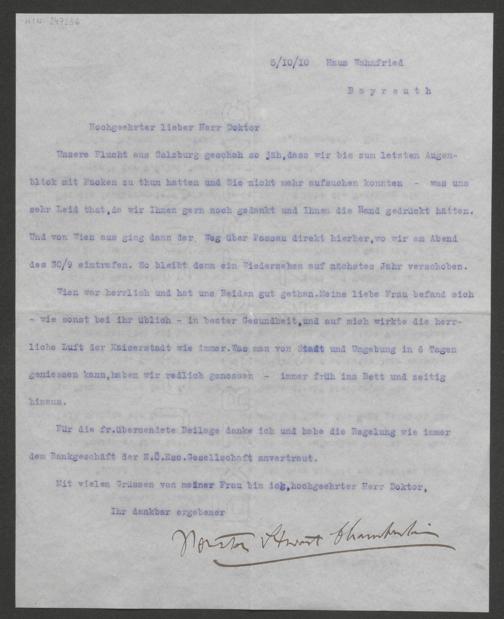 H.I.N. 247256
5/10/10 Haus Wahnfried
Bayreuth
Hochgeehrter lieber Herr Doktor
Unsere Flucht aus Salzburg geschah so jäh,dass wir bis zum letzten Augen-
blick mit Packen zu thun hatten und Sie nicht mehr aufsuchen konnten - was uns
sehr Leid that,da wir Ihnen gern noch gedankt und Ihnen die Hand gedrückt hätten.
Und von Wien aus ging dann der Weg über Passau direkt hierher,wo wir am Abend
des 30/9 eintrafen. So bleibt denn ein Wiedersehen auf nächstes Jahr verschoben.
Wien war herrlich und hat uns Beiden gut gethan.Meine liebe Frau befand sich
- wie sonst bei ihr üblich - in bester Gesundheit,und auf mich wirkte die herr-
liche Luft der Kaiserstadt wie immer.Was man von Stadt und Umgebung in 6 Tagen
geniessen kann,haben wir redlich genossen - immer früh ins Bett und zeitig
hinaus.
Für die fr.übersendete Beilage danke ich und habe die Regelung wie immer
dem Bankgeschäft der N.Ö.Esc.Gesellschaft anvertraut.
Mit vielen Grüssen von meiner Frau bin ich,hochgeehrter Herr Doktor,
Ihr dankbar ergebener
Houston Stewart Chamberlain